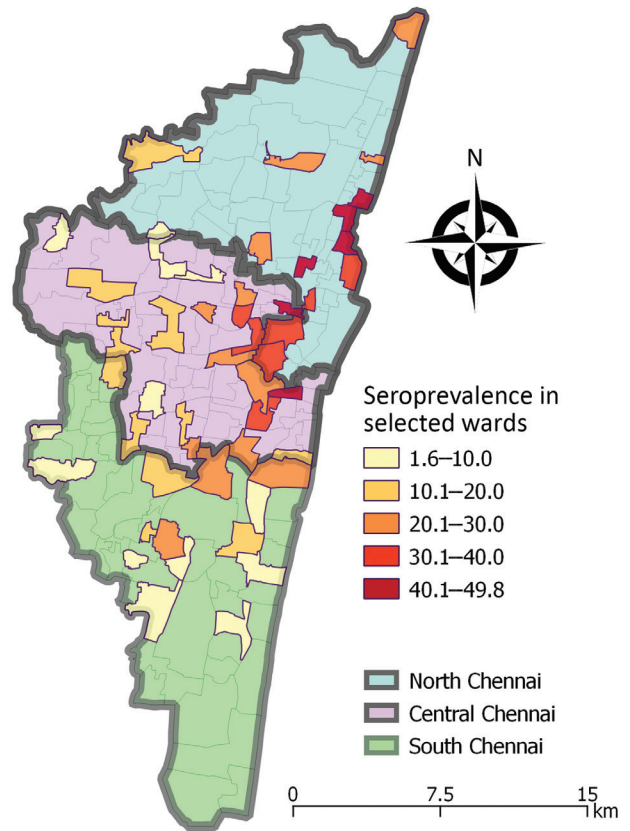 N
Seroprevalence in
selected wards
1.6–10.0
10.1–20.0
20.1–30.0
30.1–40.0
40.1–49.8
North Chennai
Central Chennai
South Chennai
0 7.5 15
km